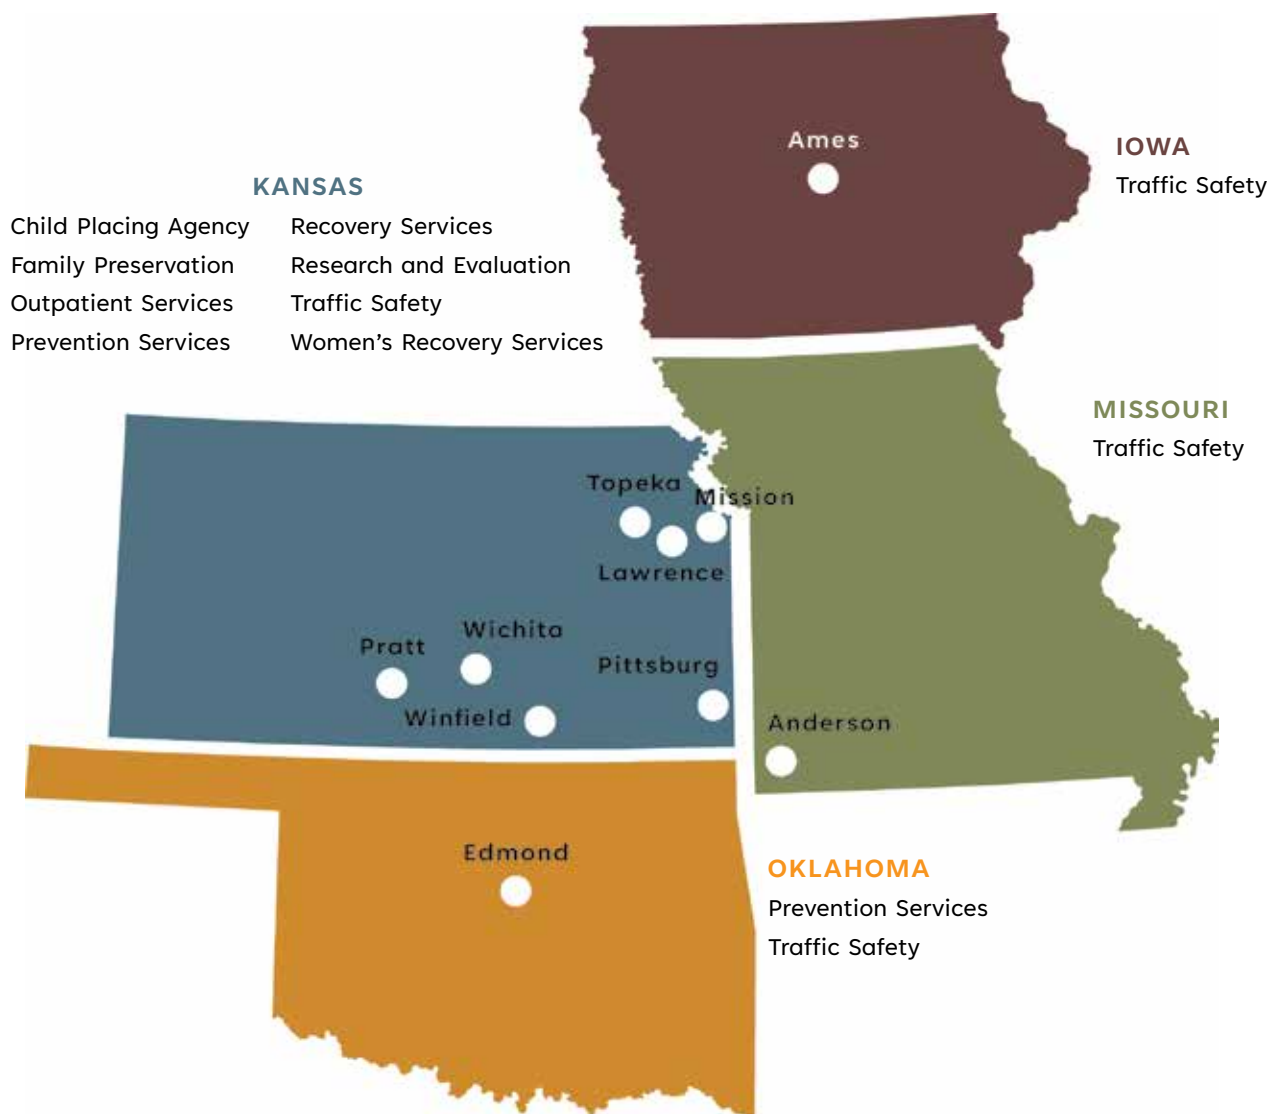 Ames
IOWA
Traffic Safety
KANSAS
Child Placing Agency
Family Preservation
Outpatient Services
Prevention Services
Recovery Services
Research and Evaluation
Traffic Safety
Women's Recovery Services
MISSOURI
Traffic Safety
Topeka
Mission
Lawrence
Wichita
Pratt
Pittsburg
Winfield
Anderson
Edmond
OKLAHOMA
Prevention Services
Traffic Safety